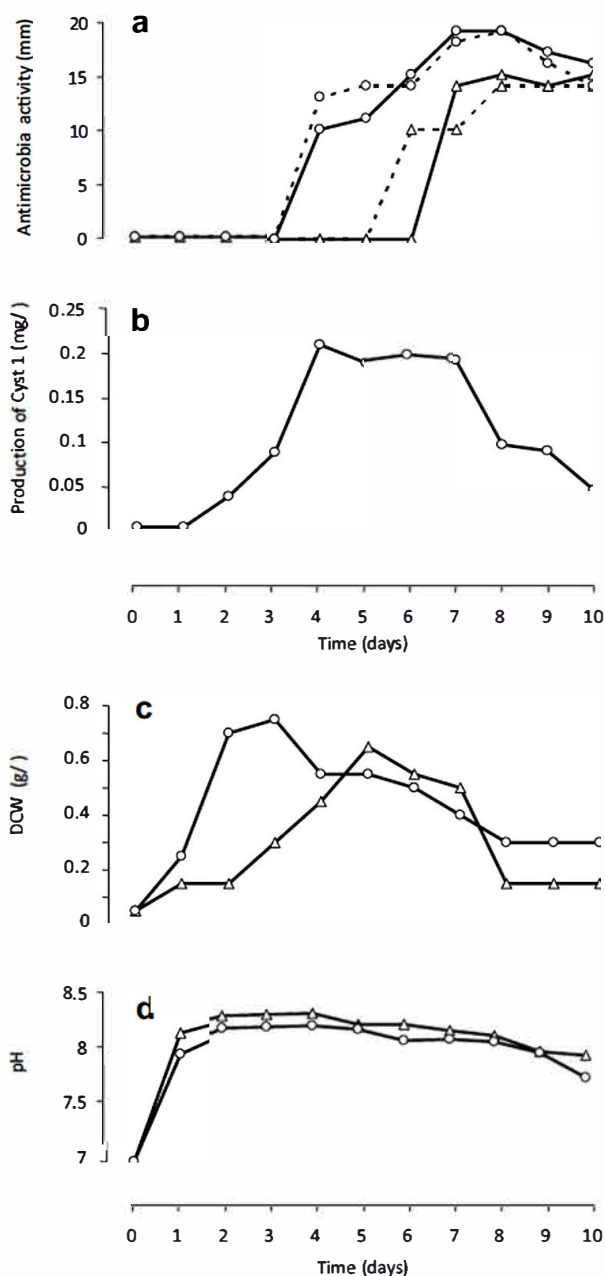 a
Antimicrobia activity (mm)
20
15
10
5
0
b
Production of Cyst 1 (mg/ )
0.25
0.2
0.15
0.1
0.05
0
0 1 2 3 4 5 6 7 8 9 10
Time (days)
c
DCW (g/ )
0.8
0.6
0.4
0.2
0
d
pH
8.5
8
7.5
7
0 1 2 3 4 5 6 7 8 9 10
Time (days)